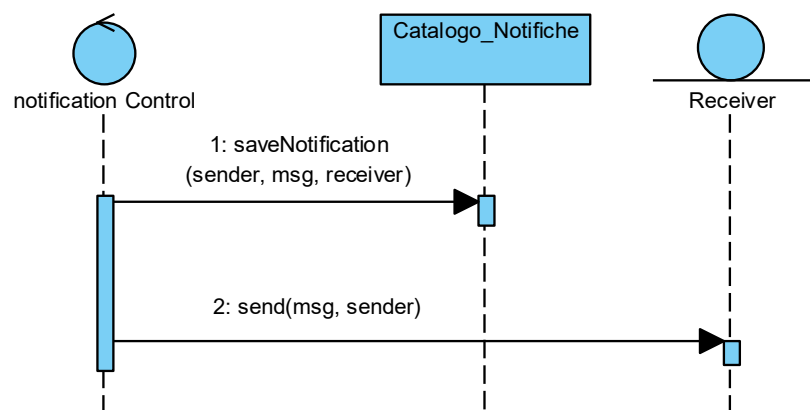 Catalogo_Notifiche
notification Control
Receiver
1: saveNotification
(sender, msg, receiver)
2: send(msg, sender)